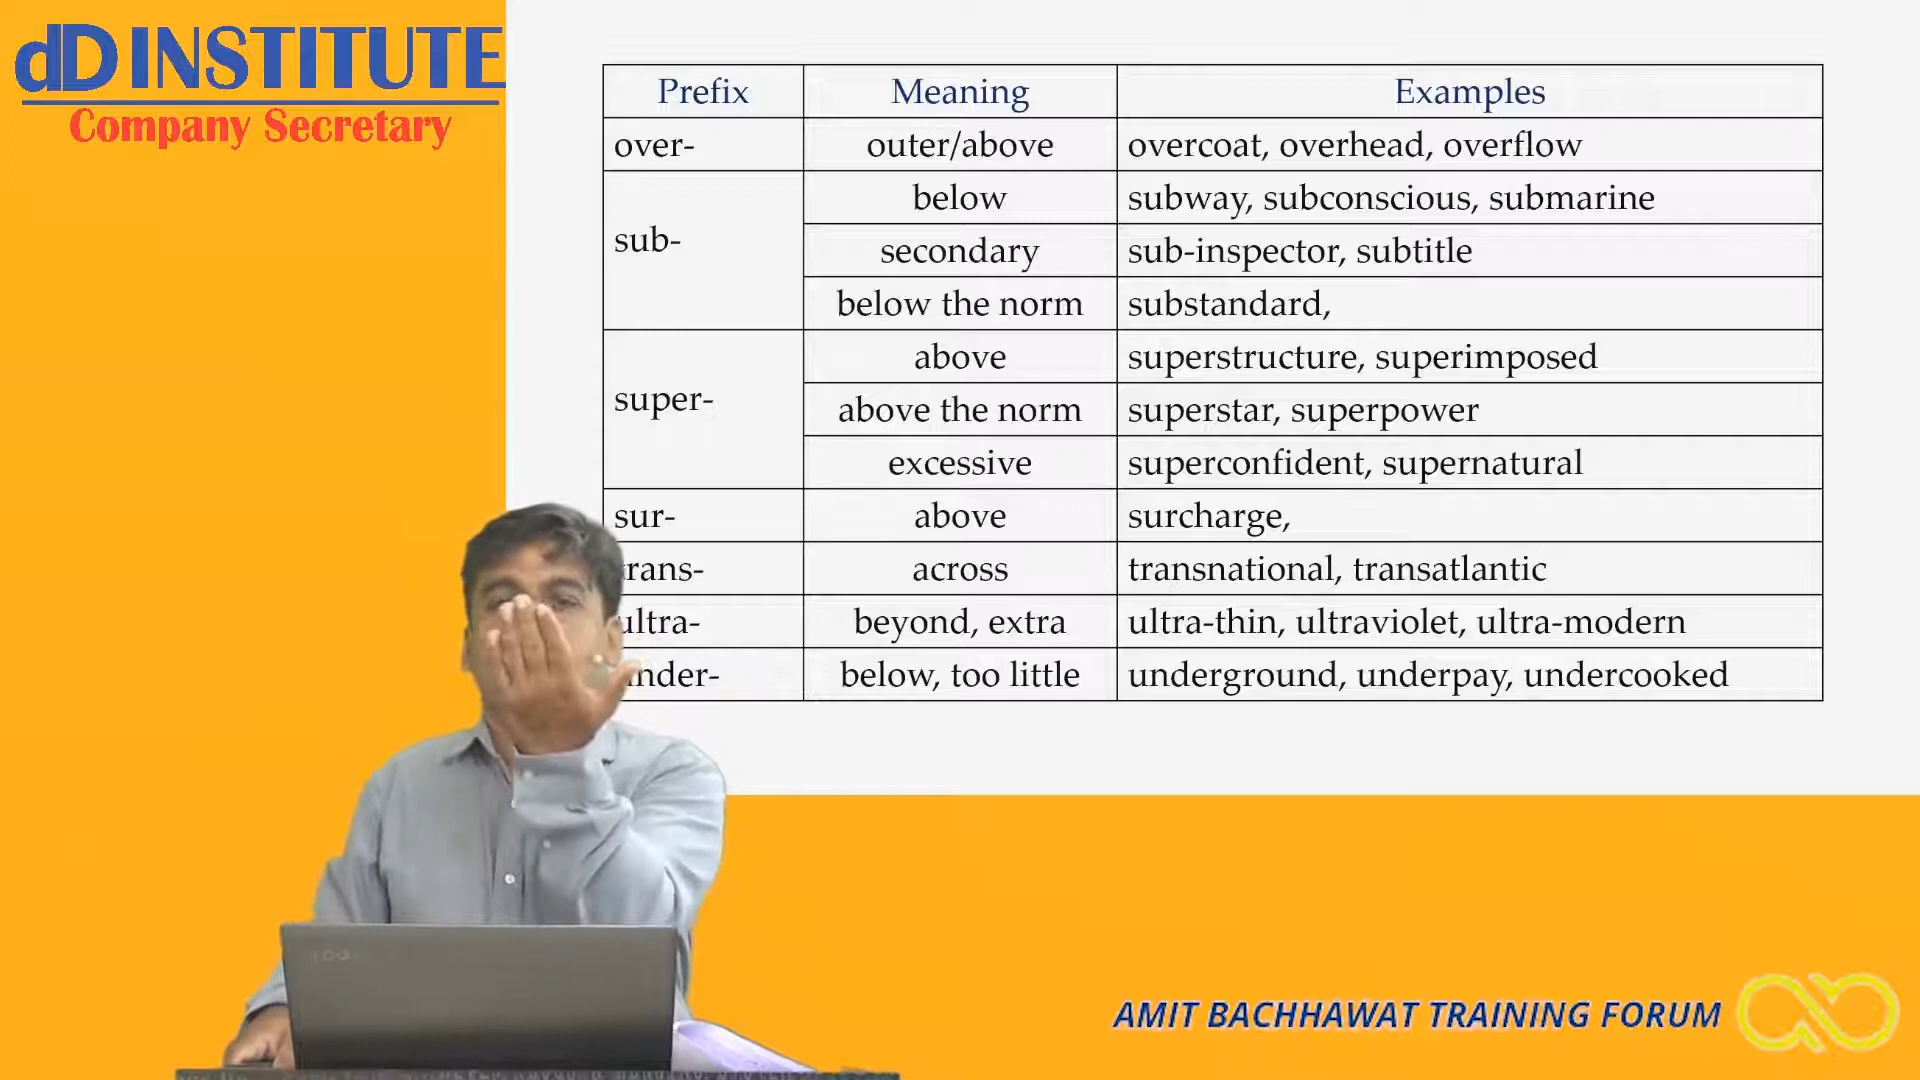 dD INSTITUTE
Company Secretary
Prefix Meaning Examples
over- outer/above overcoat, overhead, overflow
sub- below subway, subconscious, submarine
secondary sub-inspector, subtitle
below the norm substandard,
super- above superstructure, superimposed
above the norm superstar, superpower
excessive superconfident, supernatural
sur- above surcharge,
rans- across transnational, transatlantic
ultra- beyond, extra ultra-thin, ultraviolet, ultra-modern
nder- below, too little underground, underpay, undercooked
AMIT BACHHAWAT TRAINING FORUM